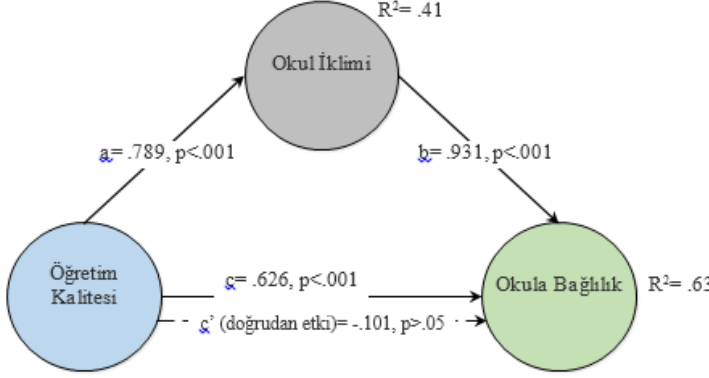 R²= .41
Okul İklimi
a= .789, p<.001
b= .931, p<.001
Öğretim
Kalitesi
c= .626, p<.001
Okula Bağlılık
R²= .63
c' (doğrudan etki)= -.101, p>.05